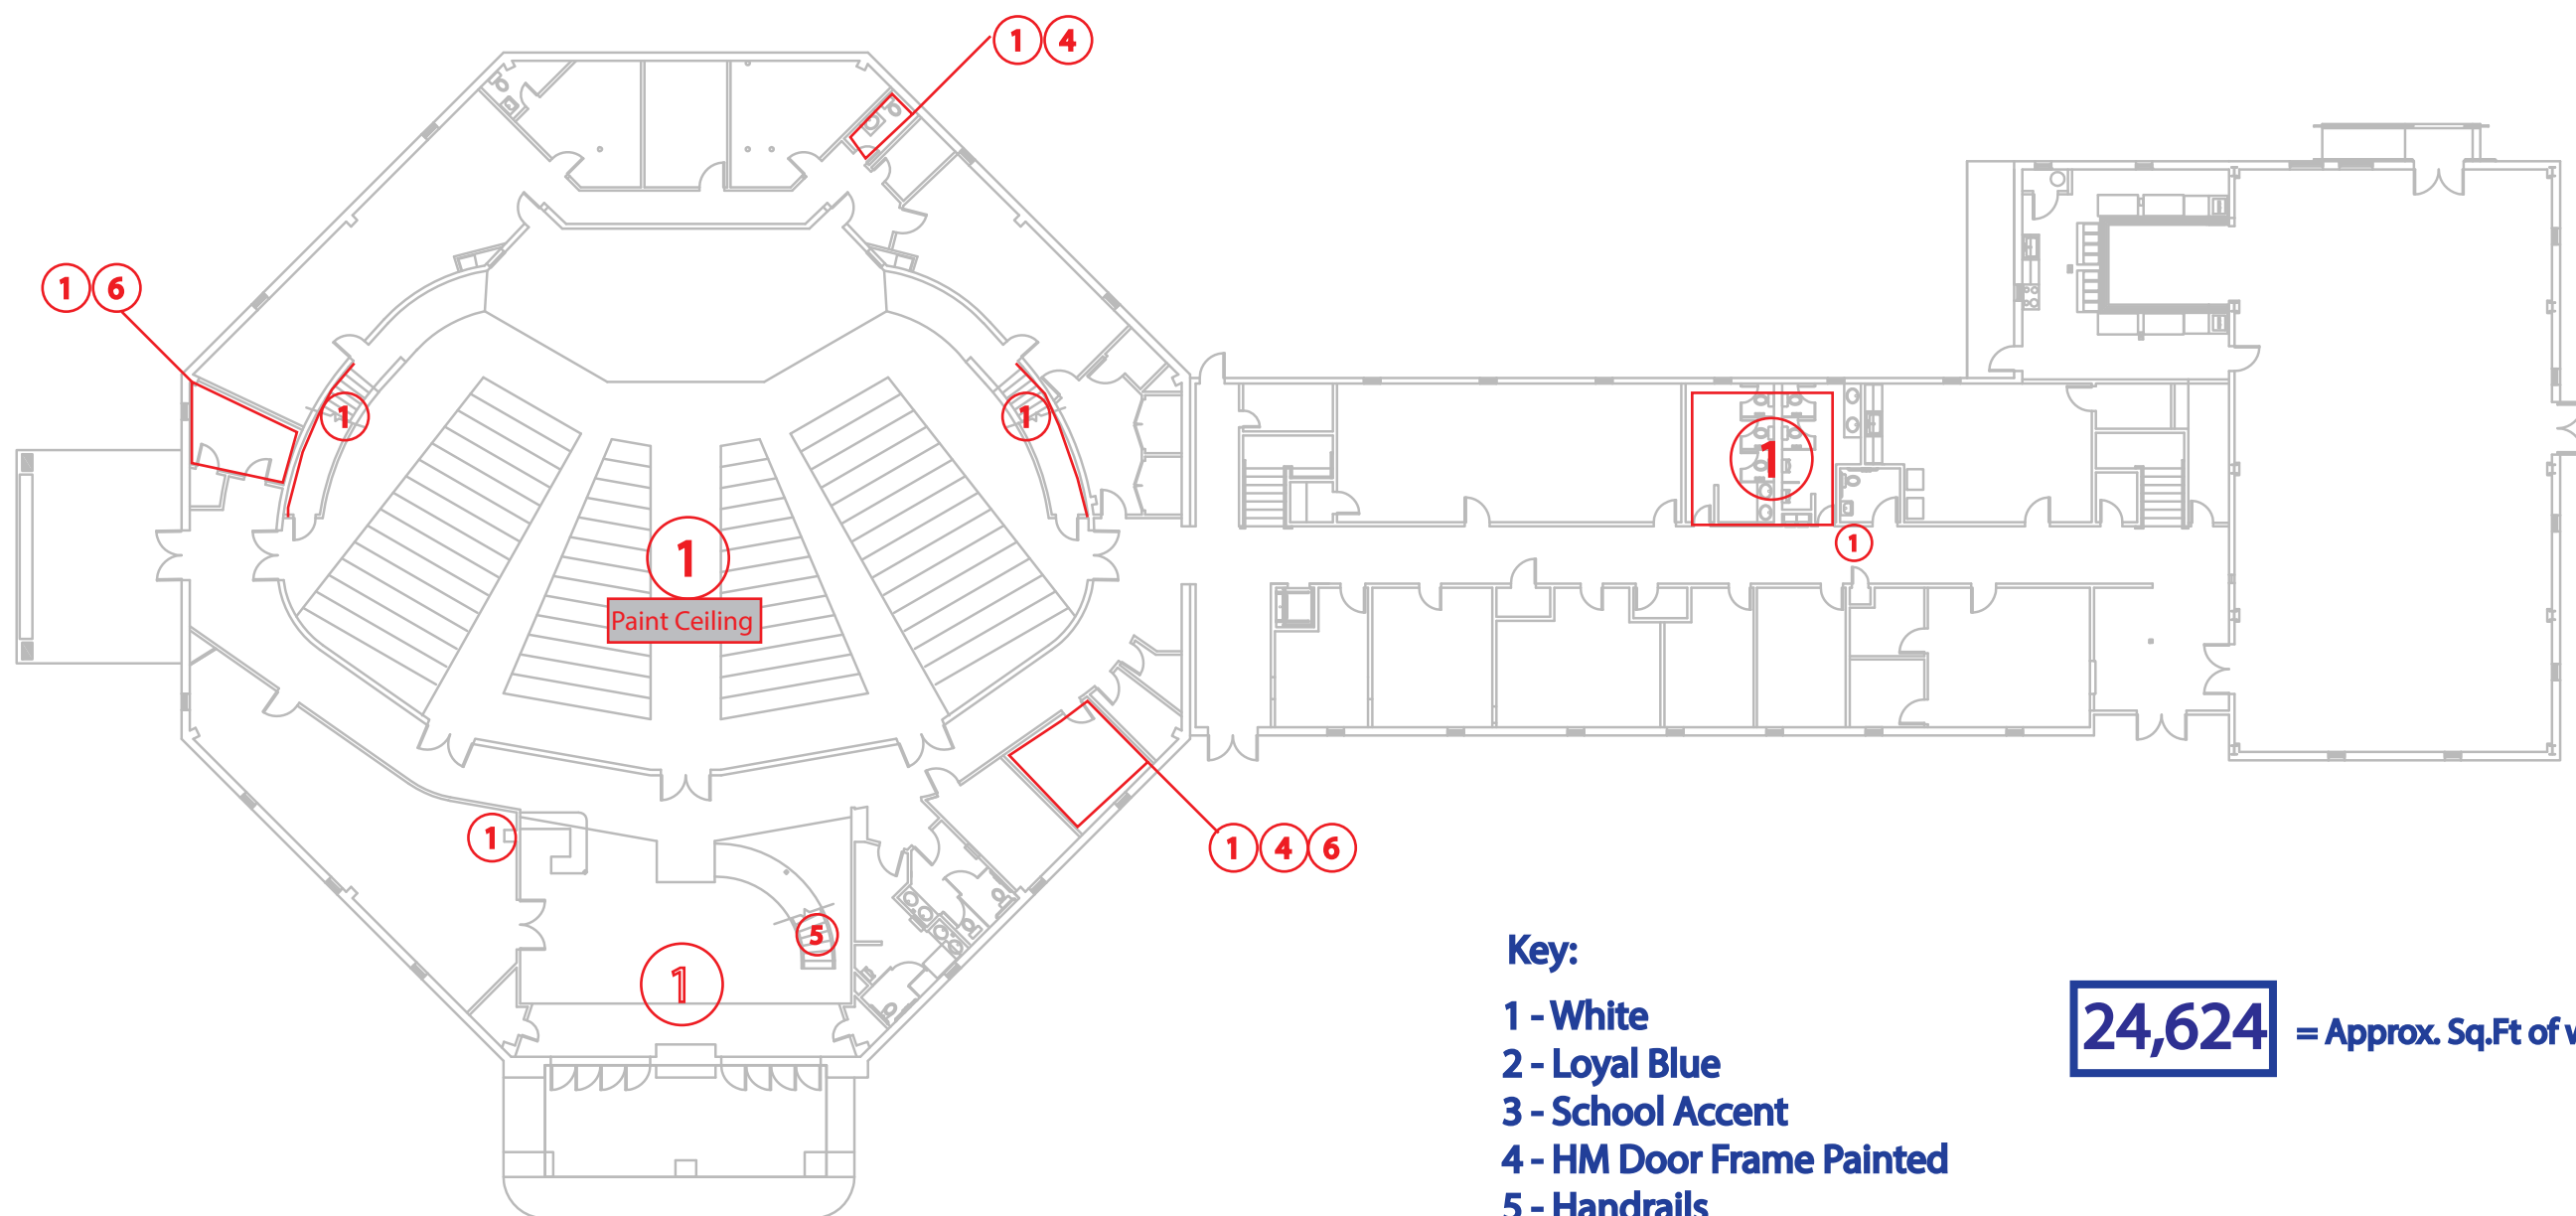 1 4
1 6
1
1
1
1
Paint Ceiling
1
1
1 4 6
5
1
Key:
1 - White
2 - Loyal Blue
3 - School Accent
4 - HM Door Frame Painted
5 - Handrails
24,624 = Approx. Sq.Ft of